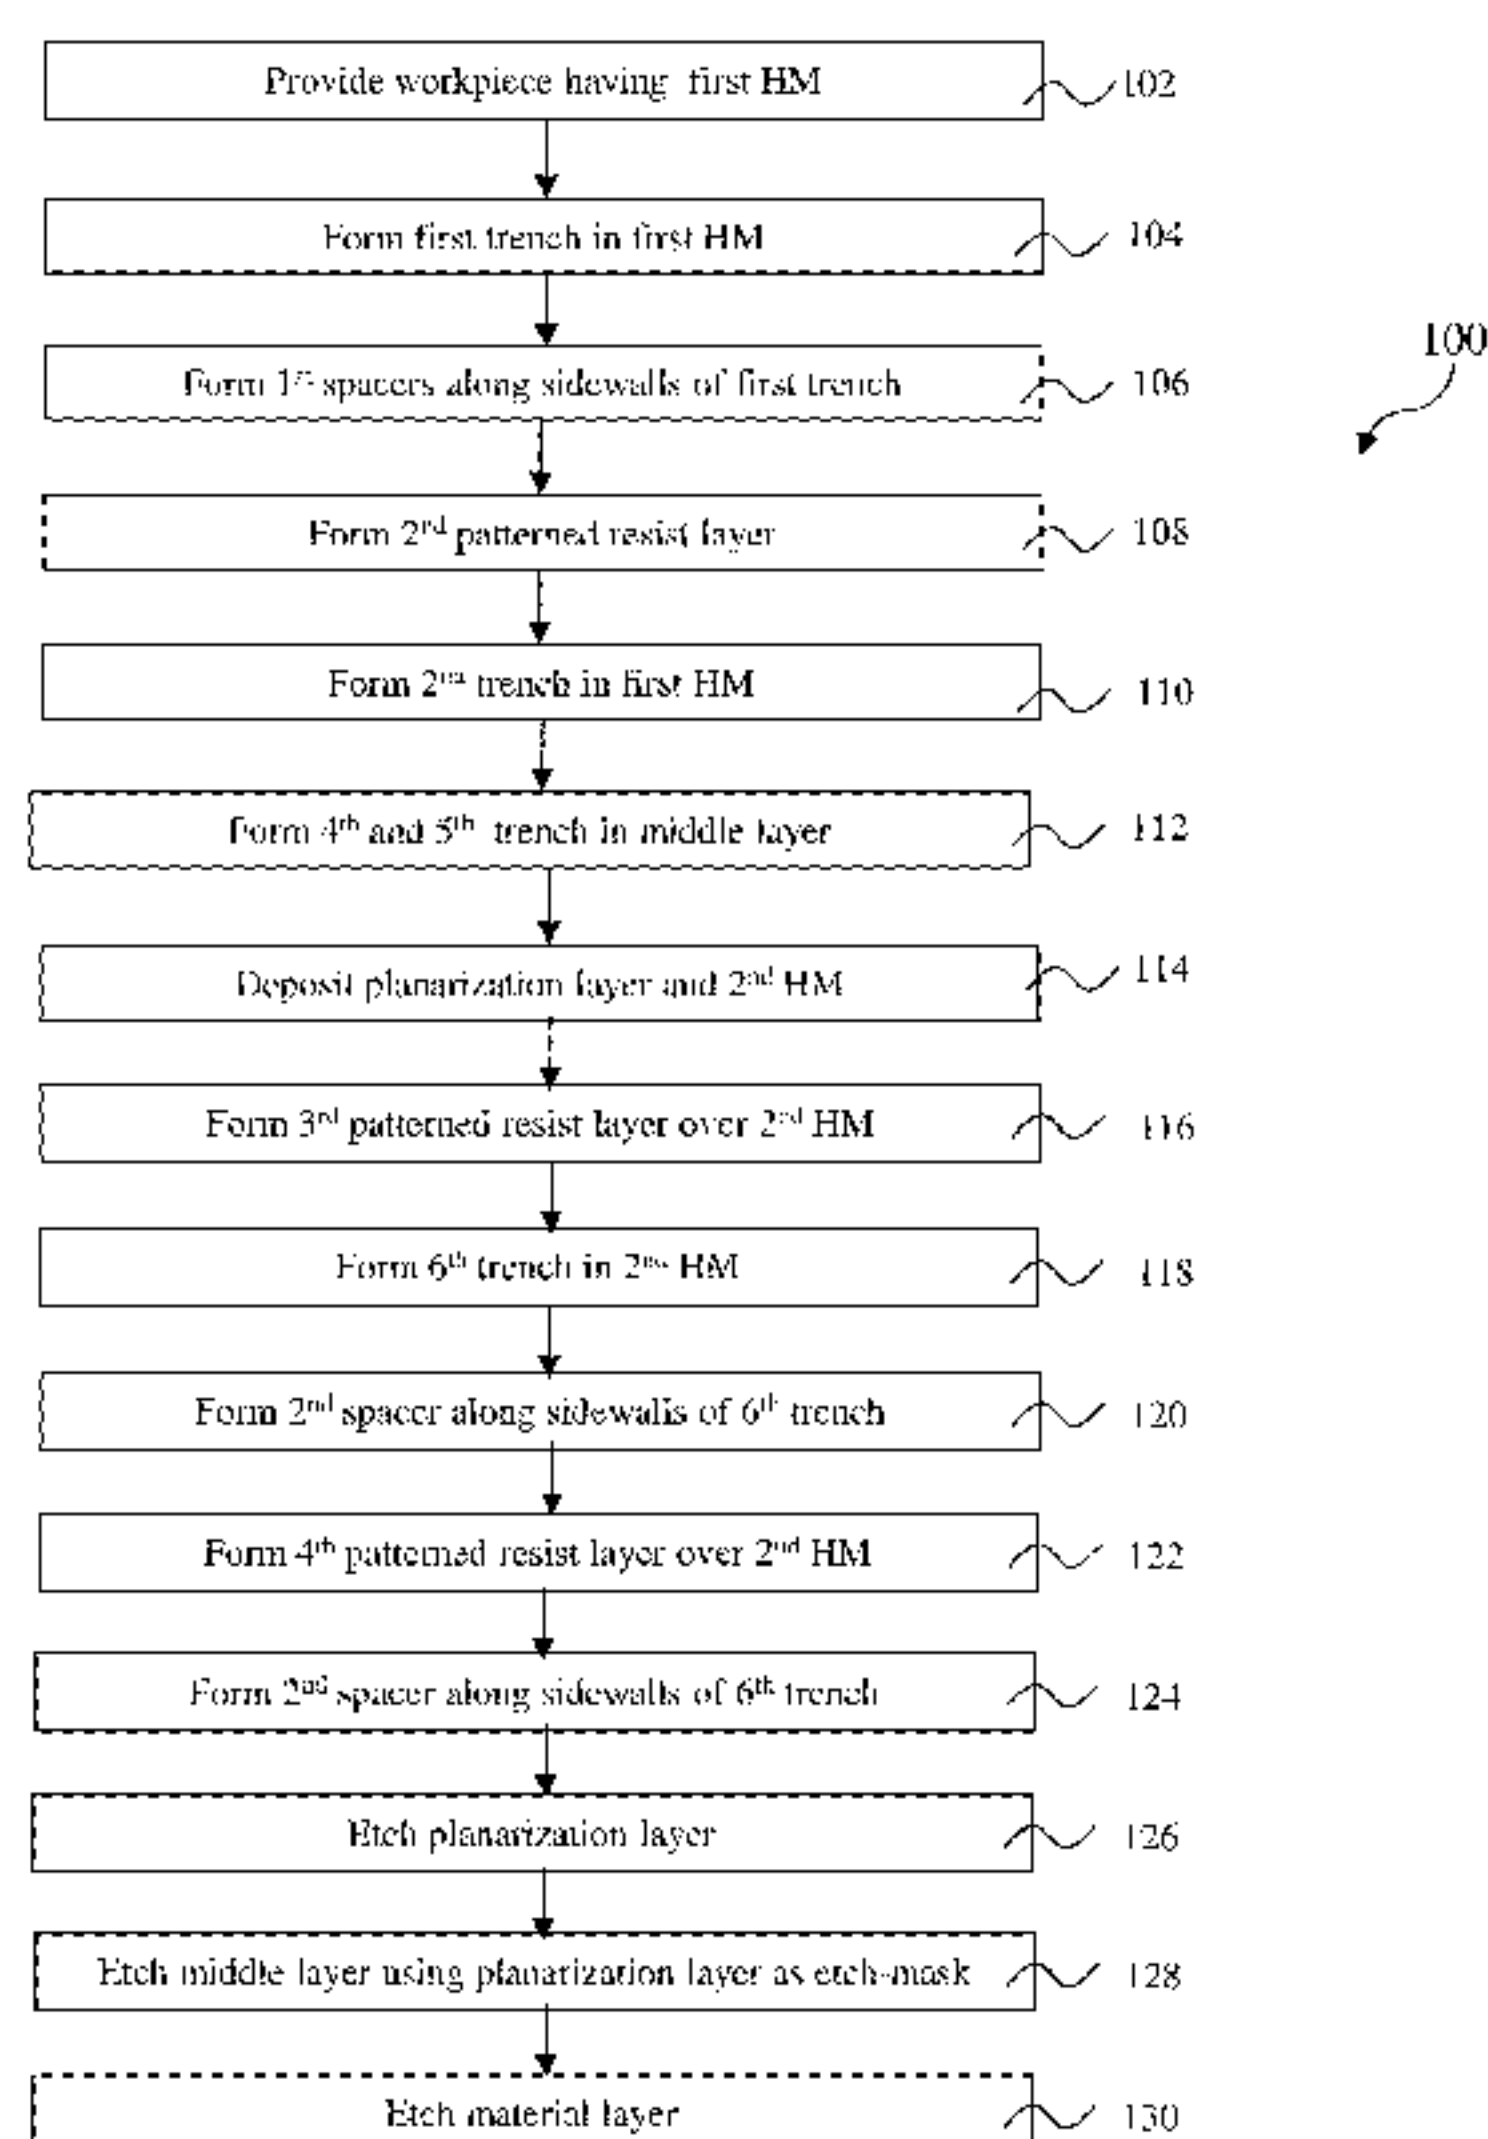 Provide workpiece having first HM
102
Form first trench in first HM
104
100
Form 1st spacers along sidewalls of first trench
106
Form 2nd patterned resist layer
108
Form 2nd trench in first HM
110
Form 4th and 5th trench in middle layer
112
Deposit planarization layer and 2nd HM
114
Form 3rd patterned resist layer over 2nd HM
116
Form 6th trench in 2nd HM
118
Form 2nd spacer along sidewalls of 6th trench
120
Form 4th patterned resist layer over 2nd HM
122
Form 2nd spacer along sidewalls of 6th trench
124
Etch planarization layer
126
Etch middle layer using planarization layer as etch-mask
128
Etch material layer
130